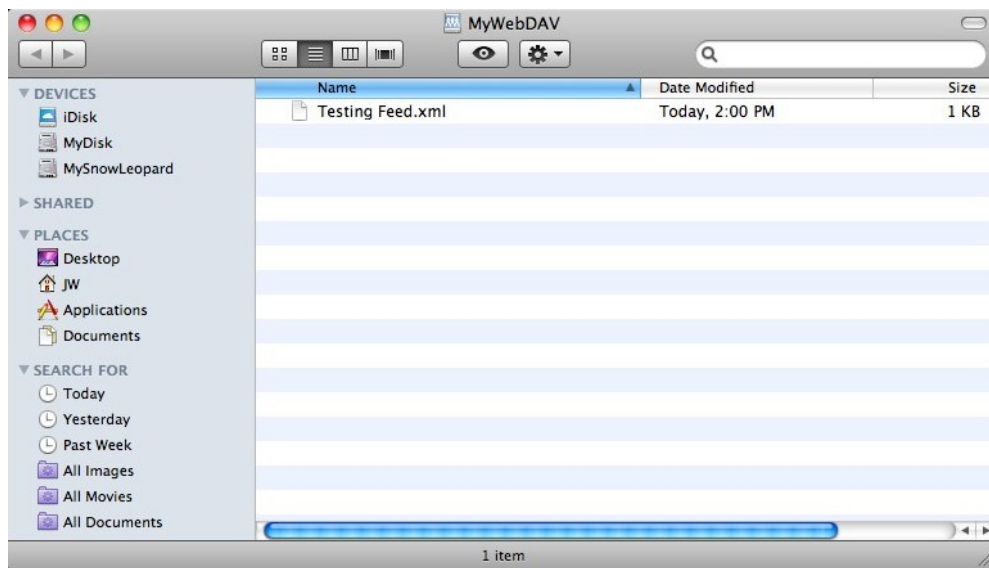 MyWebDAV
DEVICES
iDisk
MyDisk
MySnowLeopard
SHARED
PLACES
Desktop
JW
Applications
Documents
SEARCH FOR
Today
Yesterday
Past Week
All Images
All Movies
All Documents
Name Date Modified Size
Testing Feed.xml Today, 2:00 PM 1 KB
1 item